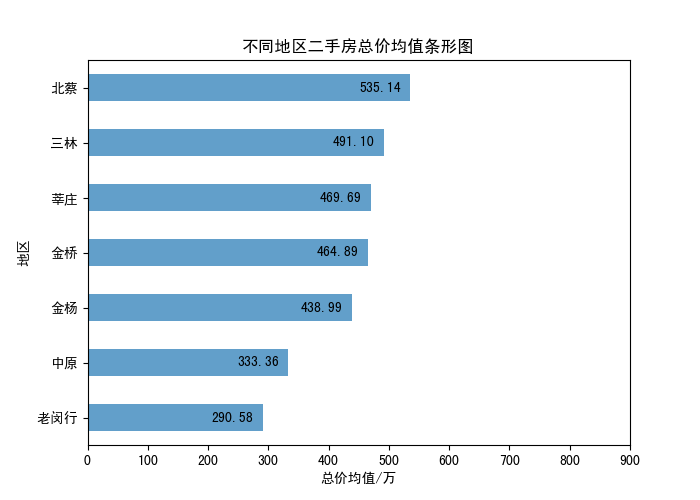 不同地区二手房总价均值条形图
北蔡 535.14
三林 491.10
莘庄 469.69
金桥 464.89
金杨 438.99
中原 333.36
老闵行 290.58
地区
0 100 200 300 400 500 600 700 800 900
总价均值/万